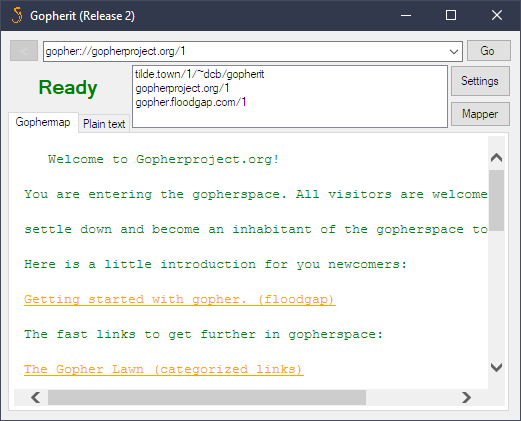 Gopherit (Release 2)
< gopher://gopherproject.org/1 Go
Ready
tilde.town/1/~dcb/gopherit
gopherproject.org/1
gopher.floodgap.com/1
Settings
Mapper
Gophermap Plain text
Welcome to Gopherproject.org!
You are entering the gopherspace. All visitors are welcome
settle down and become an inhabitant of the gopherspace to
Here is a little introduction for you newcomers:
Getting started with gopher. (floodgap)
The fast links to get further in gopherspace:
The Gopher Lawn (categorized links)